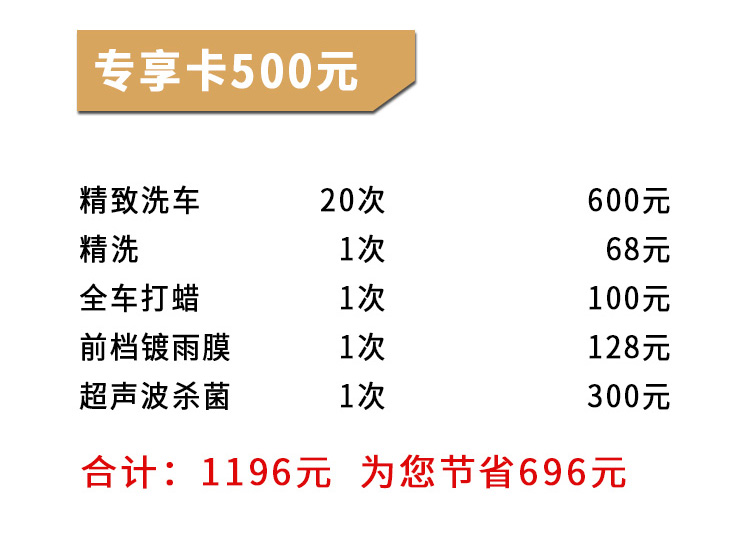 专享卡500元
精致洗车 20次 600元
精洗 1次 68元
全车打蜡 1次 100元
前档镀雨膜 1次 128元
超声波杀菌 1次 300元
合计：1196元 为您节省696元